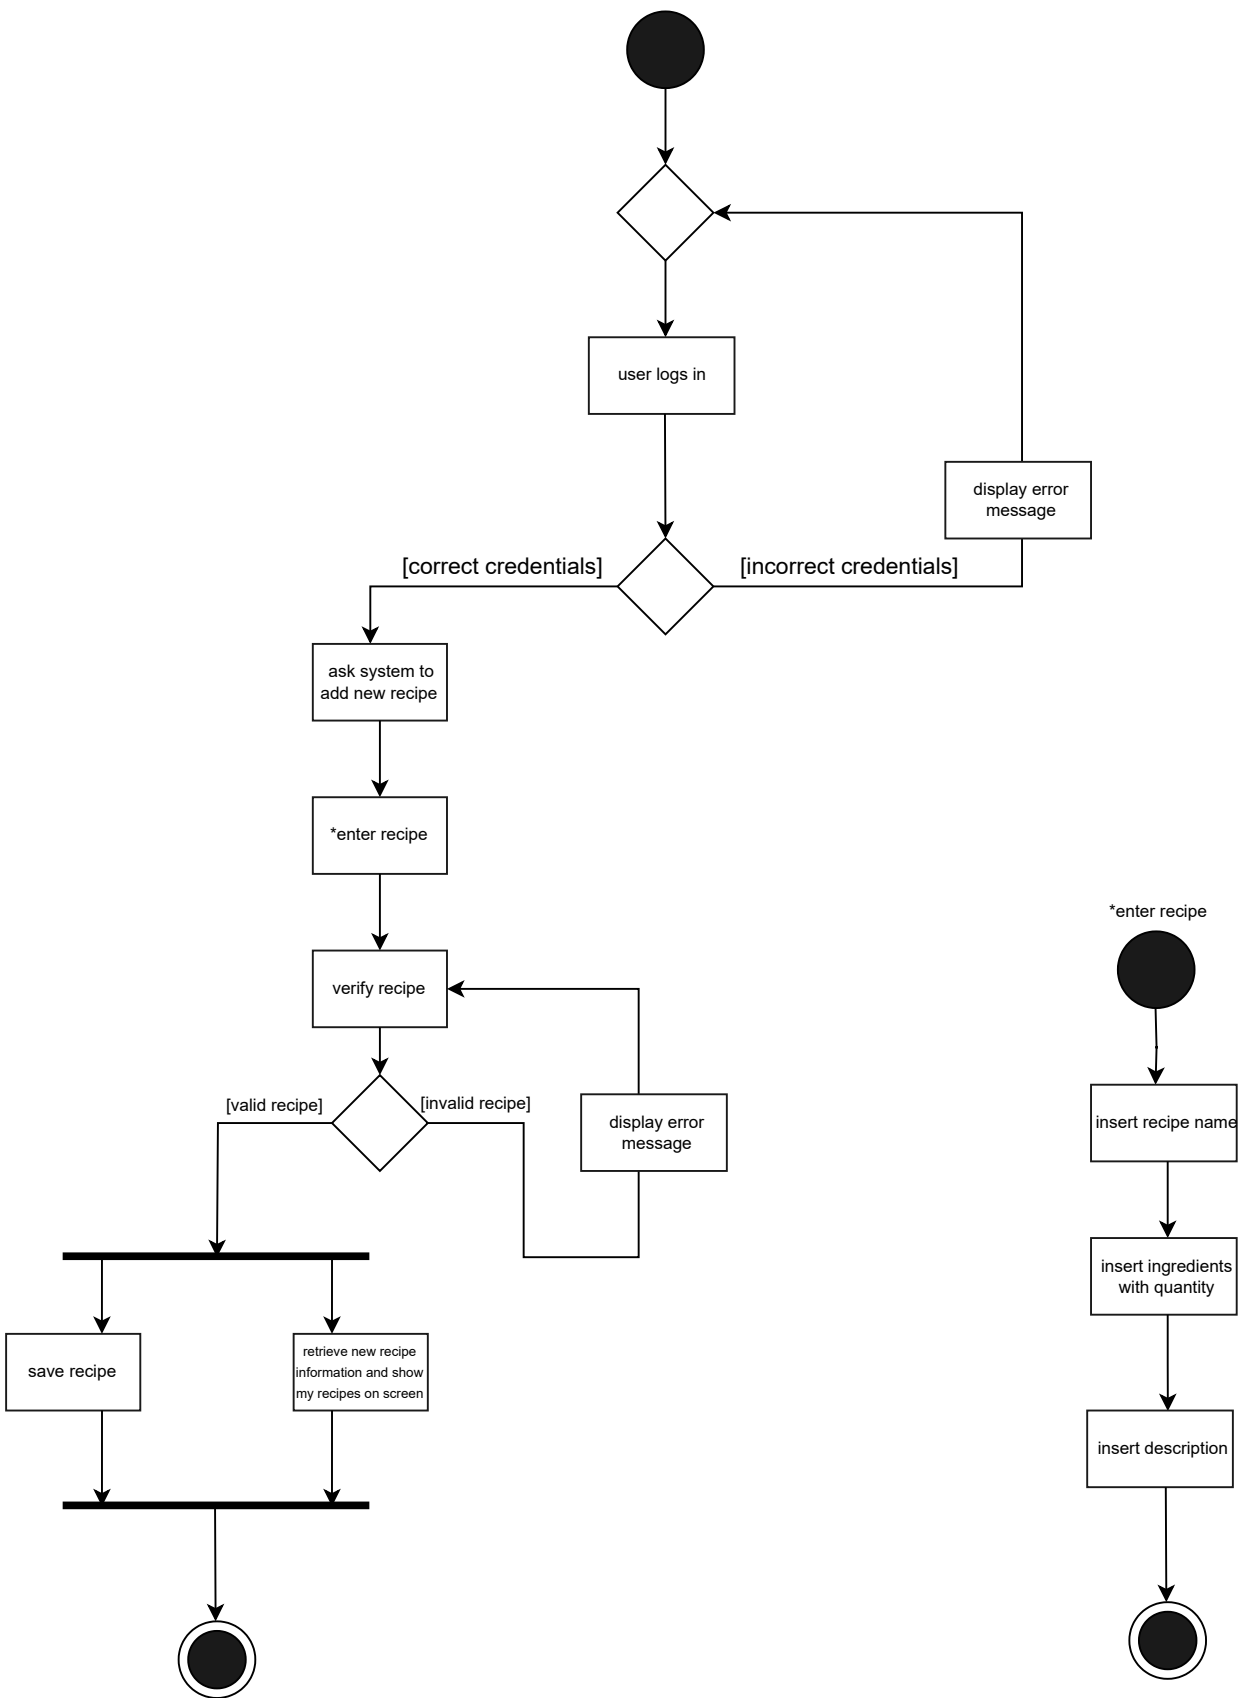 user logs in
display error
message
[correct credentials]
[incorrect credentials]
ask system to
add new recipe
*enter recipe
*enter recipe
verify recipe
[valid recipe]
[invalid recipe]
display error
message
insert recipe name
insert ingredients
with quantity
save recipe
retrieve new recipe
information and show
my recipes on screen
insert description